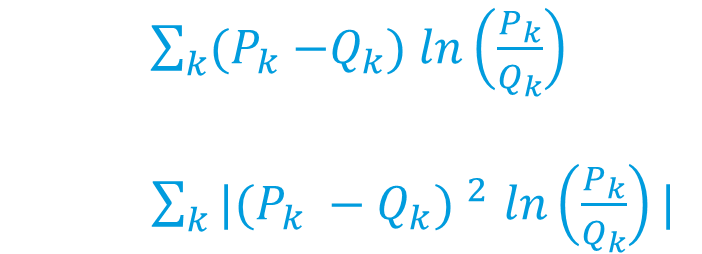 ∑ₖ(Pₖ −Qₖ) ln (Pₖ/Qₖ)
∑ₖ |(Pₖ − Qₖ) ² ln (Pₖ/Qₖ) |